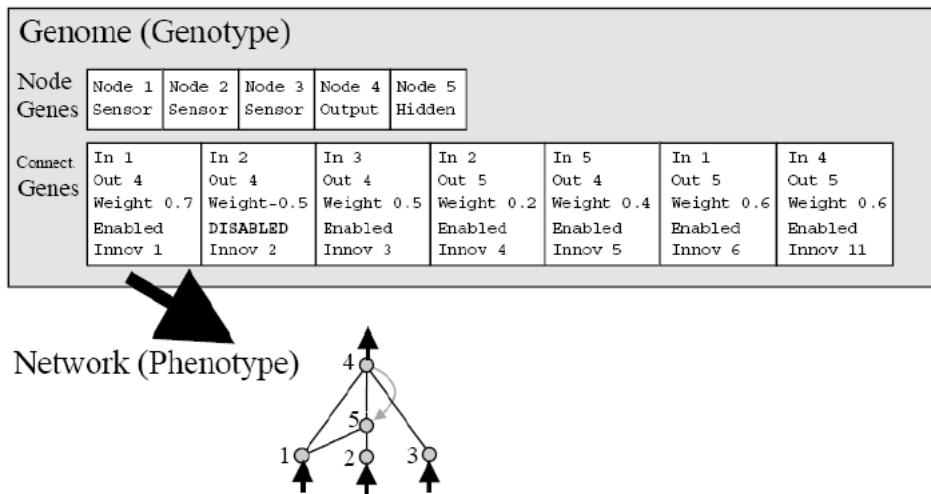 Genome (Genotype)
Node Genes
Node 1 Node 2 Node 3 Node 4 Node 5
Sensor Sensor Sensor Output Hidden
Connect. Genes
In 1 In 2 In 3 In 2 In 5 In 1 In 4
Out 4 Out 4 Out 4 Out 5 Out 4 Out 5 Out 5
Weight 0.7 Weight-0.5 Weight 0.5 Weight 0.2 Weight 0.4 Weight 0.6 Weight 0.6
Enabled DISABLED Enabled Enabled Enabled Enabled Enabled
Innov 1 Innov 2 Innov 3 Innov 4 Innov 5 Innov 6 Innov 11
Network (Phenotype)
4
5
1 2 3